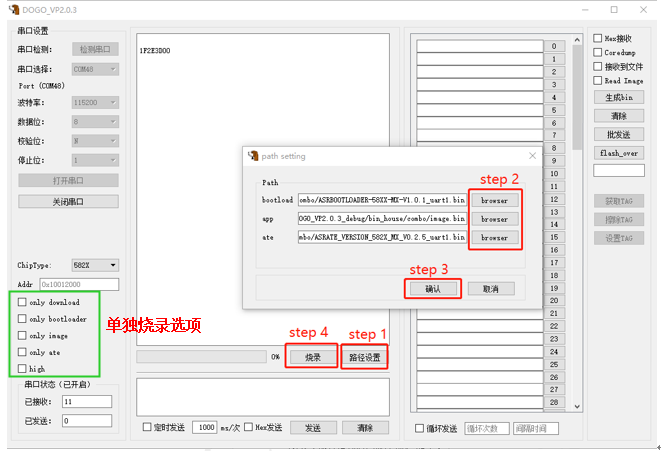 DOGO_VP2.0.3
串口设置
串口检测: 检测串口
串口选择: COM48
Port (COM48)
波特率: 115200
数据位: 8
校验位: N
停止位: 1
打开串口
关闭串口
ChipType: 582X
Addr 0x10012000
only download
only bootloader
only image
only ate
high
单独烧录选项
串口状态（已开启）
已接收: 11
已发送: 0
1F2E3D00
path setting
Path
bootload ombo/ASRBOOTLOADER-58XX-MX-V1.0.1_uart1.bin browser
app OGO_VP2.0.3_debug/bin_house/combo/image.bin browser
ate mbo/ASRATE_VERSION_582X_MX_V0.2.5_uart1.bin browser
step 2
step 3
确认 取消
step 4 step 1
0% 烧录 路径设置
定时发送 1000 ms/次 Hex发送 发送 清除
0
1
2
3
4
5
6
7
8
9
10
11
12
13
14
15
16
17
18
19
20
21
22
23
24
25
26
27
28
循环发送 循环次数 间隔时间
Hex接收
Coredump
接收到文件
Read Image
生成bin
清除
批发送
flash_over
获取TAG
擦除TAG
设置TAG